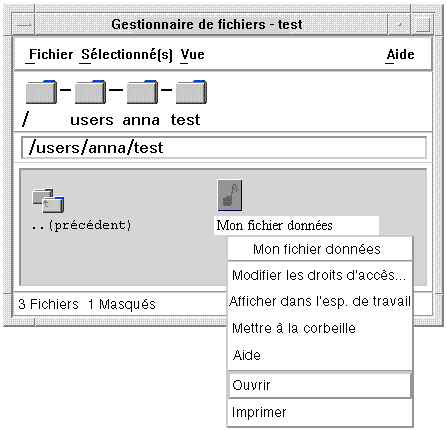 Gestionnaire de fichiers - test
Fichier Sélectionné(s) Vue Aide
/ users anna test
/users/anna/test
..(précédent) Mon fichier données
Mon fichier données
Modifier les droits d'accès...
Afficher dans l'esp. de travail
Mettre à la corbeille
Aide
Ouvrir
Imprimer
3 Fichiers 1 Masqués